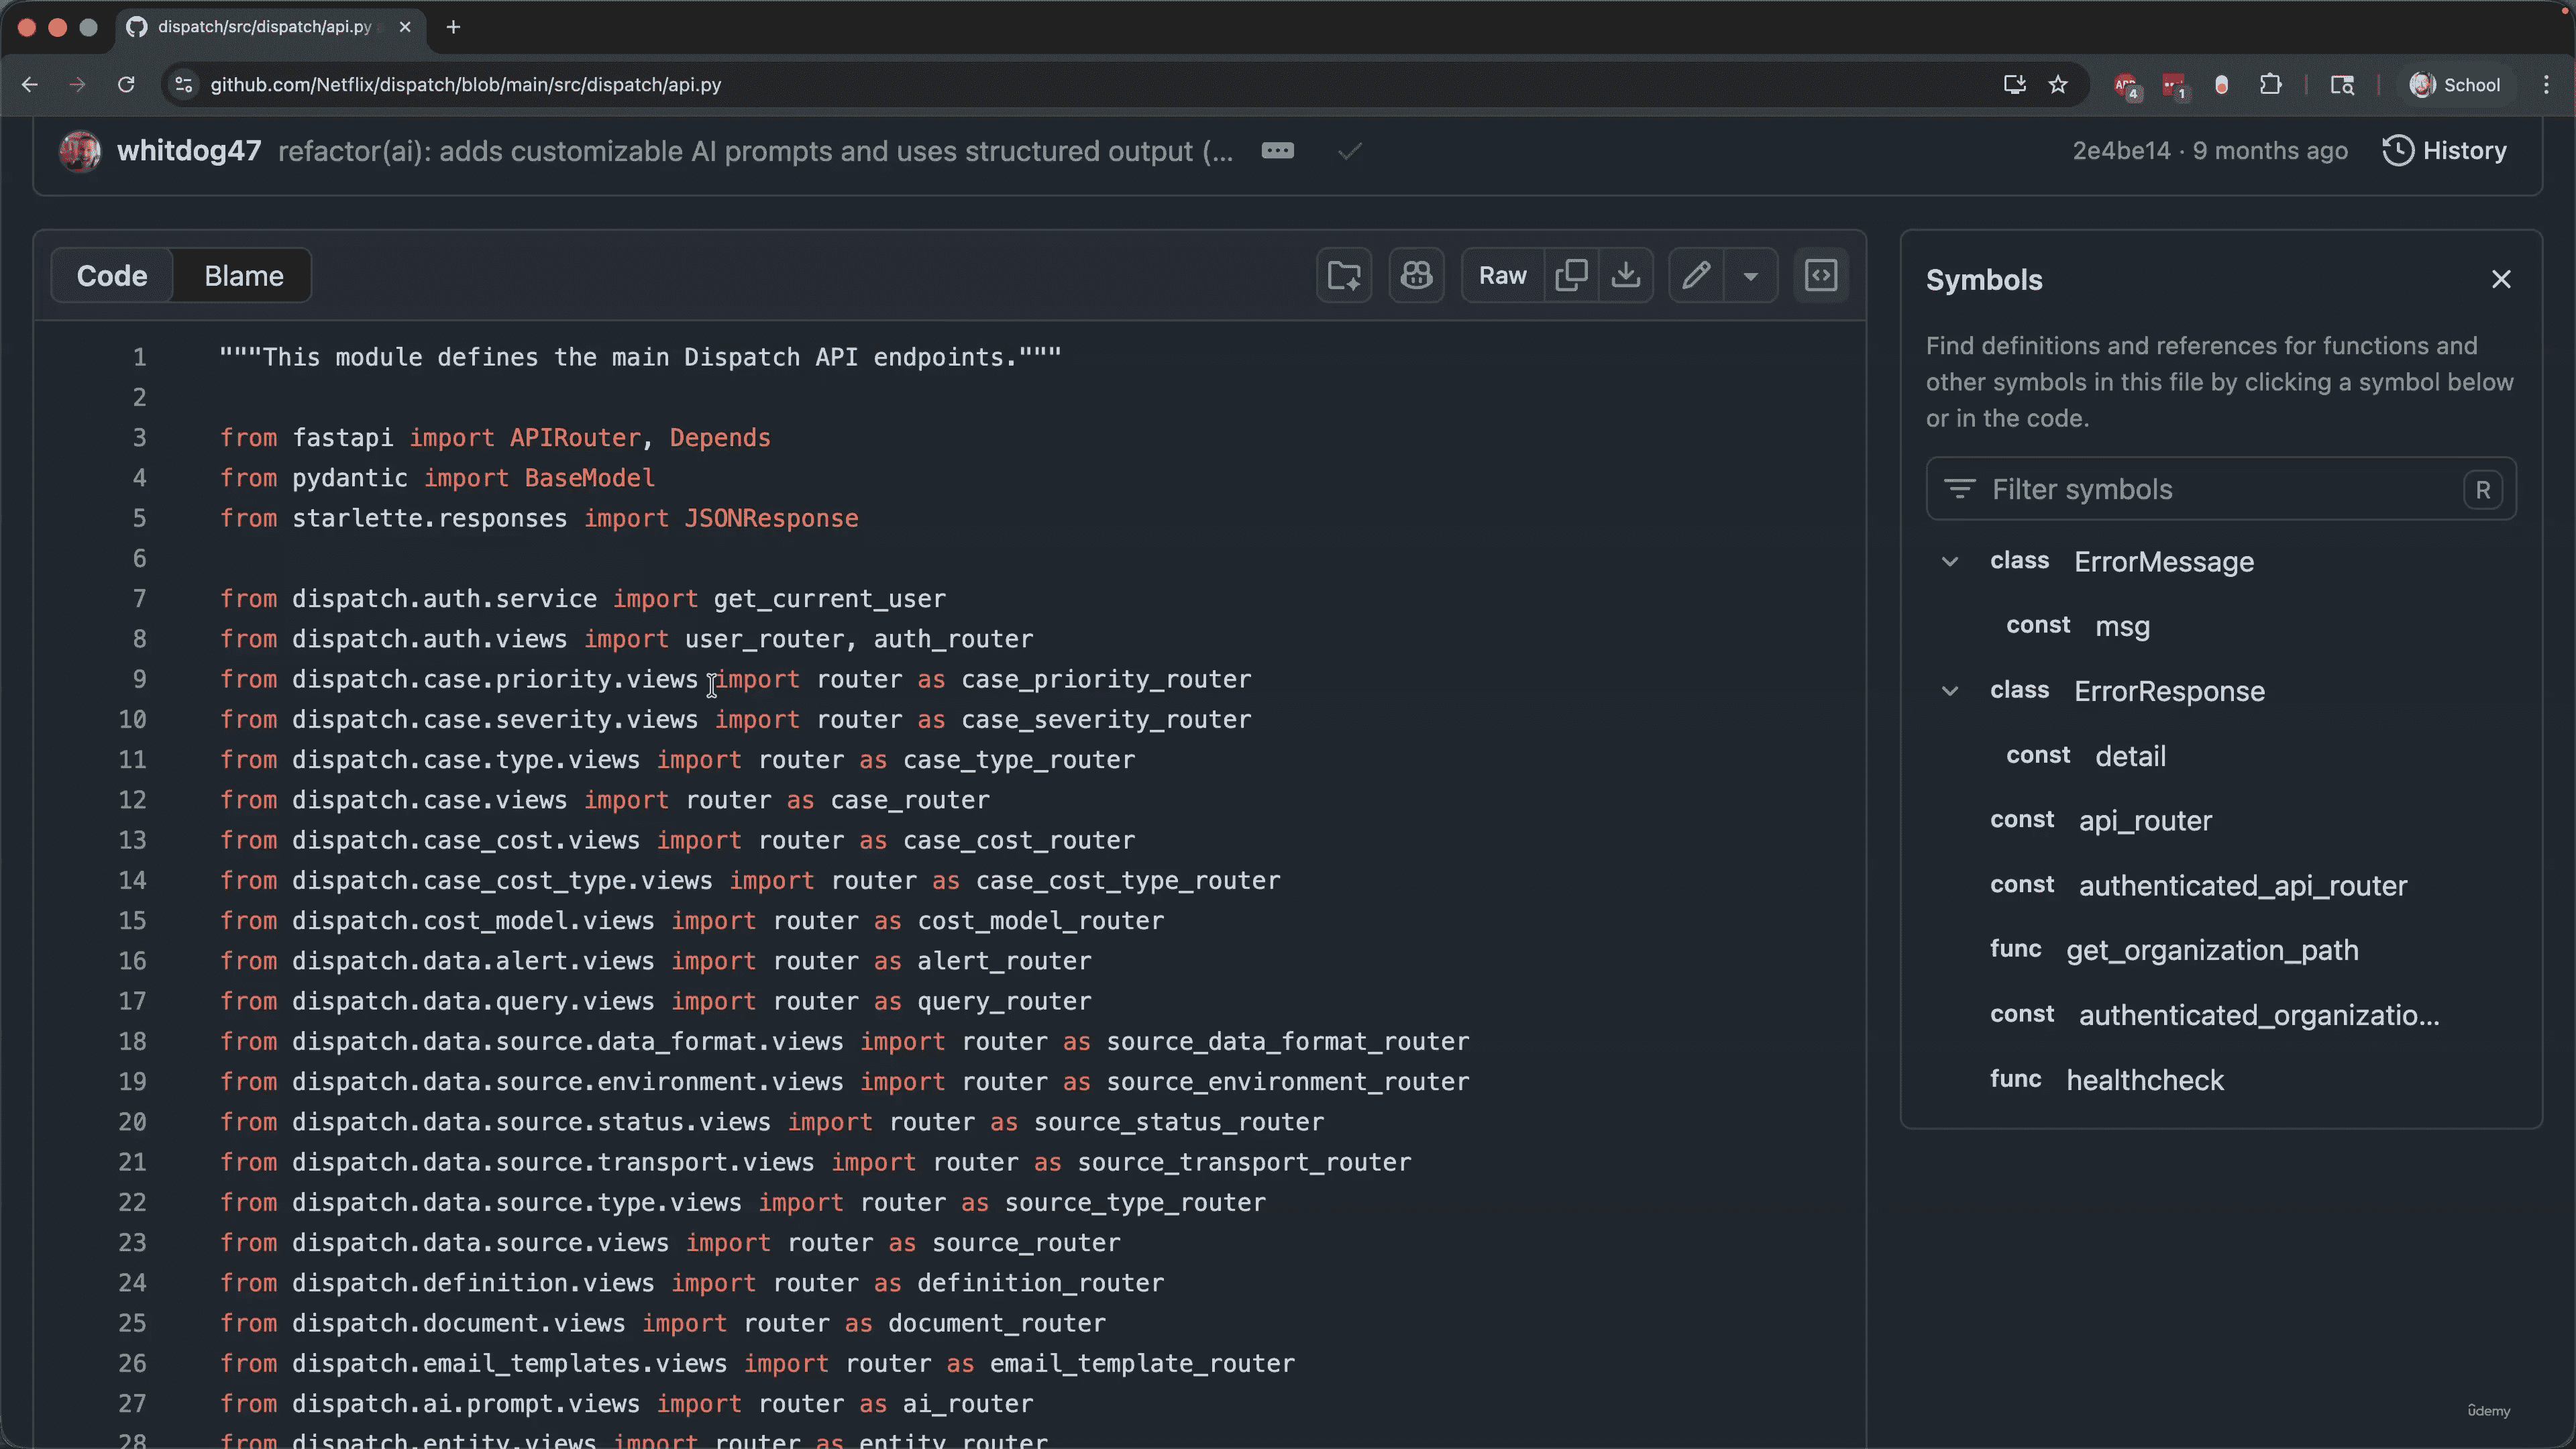 dispatch/src/dispatch/api.py
github.com/Netflix/dispatch/blob/main/src/dispatch/api.py
4
1
School
whitdog47 refactor(ai): adds customizable AI prompts and uses structured output (...
2e4be14 · 9 months ago
History
Code
Blame
Raw
1 """This module defines the main Dispatch API endpoints."""
2
3 from fastapi import APIRouter, Depends
4 from pydantic import BaseModel
5 from starlette.responses import JSONResponse
6
7 from dispatch.auth.service import get_current_user
8 from dispatch.auth.views import user_router, auth_router
9 from dispatch.case.priority.views import router as case_priority_router
10 from dispatch.case.severity.views import router as case_severity_router
11 from dispatch.case.type.views import router as case_type_router
12 from dispatch.case.views import router as case_router
13 from dispatch.case_cost.views import router as case_cost_router
14 from dispatch.case_cost_type.views import router as case_cost_type_router
15 from dispatch.cost_model.views import router as cost_model_router
16 from dispatch.data.alert.views import router as alert_router
17 from dispatch.data.query.views import router as query_router
18 from dispatch.data.source.data_format.views import router as source_data_format_router
19 from dispatch.data.source.environment.views import router as source_environment_router
20 from dispatch.data.source.status.views import router as source_status_router
21 from dispatch.data.source.transport.views import router as source_transport_router
22 from dispatch.data.source.type.views import router as source_type_router
23 from dispatch.data.source.views import router as source_router
24 from dispatch.definition.views import router as definition_router
25 from dispatch.document.views import router as document_router
26 from dispatch.email_templates.views import router as email_template_router
27 from dispatch.ai.prompt.views import router as ai_router
28 from dispatch.entity.views import router as entity_router
Symbols
Find definitions and references for functions and
other symbols in this file by clicking a symbol below
or in the code.
Filter symbols
R
class ErrorMessage
const msg
class ErrorResponse
const detail
const api_router
const authenticated_api_router
func get_organization_path
const authenticated_organizatio...
func healthcheck
ûdemy